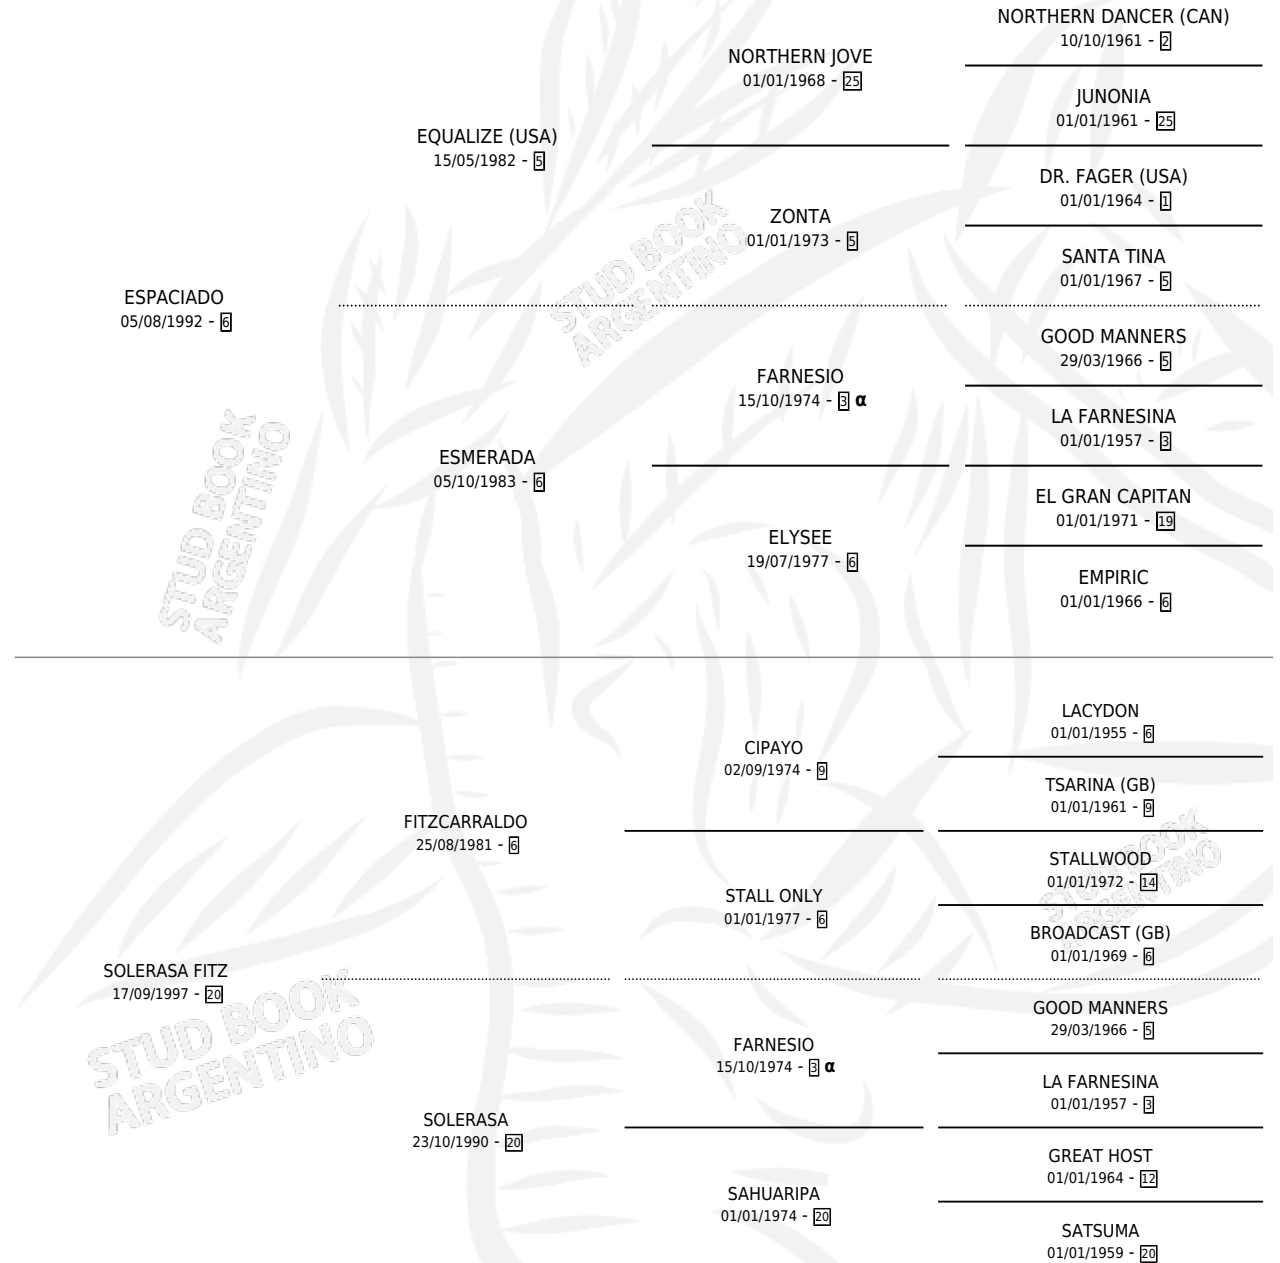 NORTHERN DANCER (CAN)
10/10/1961 - 2
NORTHERN JOVE
01/01/1968 - 25
JUNONIA
01/01/1961 - 25
EQUALIZE (USA)
15/05/1982 - 5
DR. FAGER (USA)
01/01/1964 - 1
ZONTA
01/01/1973 - 5
SANTA TINA
01/01/1967 - 5
ESPACIADO
05/08/1992 - 6
GOOD MANNERS
29/03/1966 - 5
FARNESIO
15/10/1974 - 3 α
LA FARNESINA
01/01/1957 - 3
ESMERADA
05/10/1983 - 6
EL GRAN CAPITAN
01/01/1971 - 19
ELYSEE
19/07/1977 - 6
EMPIRIC
01/01/1966 - 6
LACYDON
01/01/1955 - 6
CIPAYO
02/09/1974 - 9
TSARINA (GB)
01/01/1961 - 9
FITZCARRALDO
25/08/1981 - 6
STALLWOOD
01/01/1972 - 14
STALL ONLY
01/01/1977 - 6
BROADCAST (GB)
01/01/1969 - 6
SOLERASA FITZ
17/09/1997 - 20
GOOD MANNERS
29/03/1966 - 5
FARNESIO
15/10/1974 - 3 α
LA FARNESINA
01/01/1957 - 3
SOLERASA
23/10/1990 - 20
GREAT HOST
01/01/1964 - 12
SAHUARIPA
01/01/1974 - 20
SATSUMA
01/01/1959 - 20
STUD BOOK
ARGENTINO
STUD BOOK
ARGENTINO
STUD BOOK
ARGENTINO
STUD BOOK
ARGENTINO